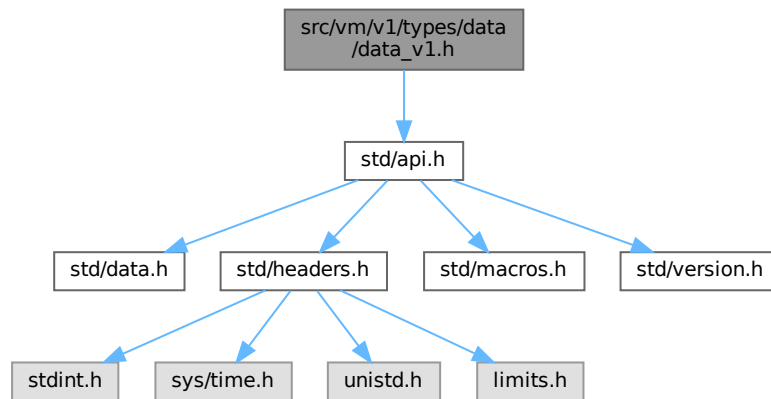 src/vm/v1/types/data
/data_v1.h
std/api.h
std/data.h
std/headers.h
std/macros.h
std/version.h
stdint.h
sys/time.h
unistd.h
limits.h